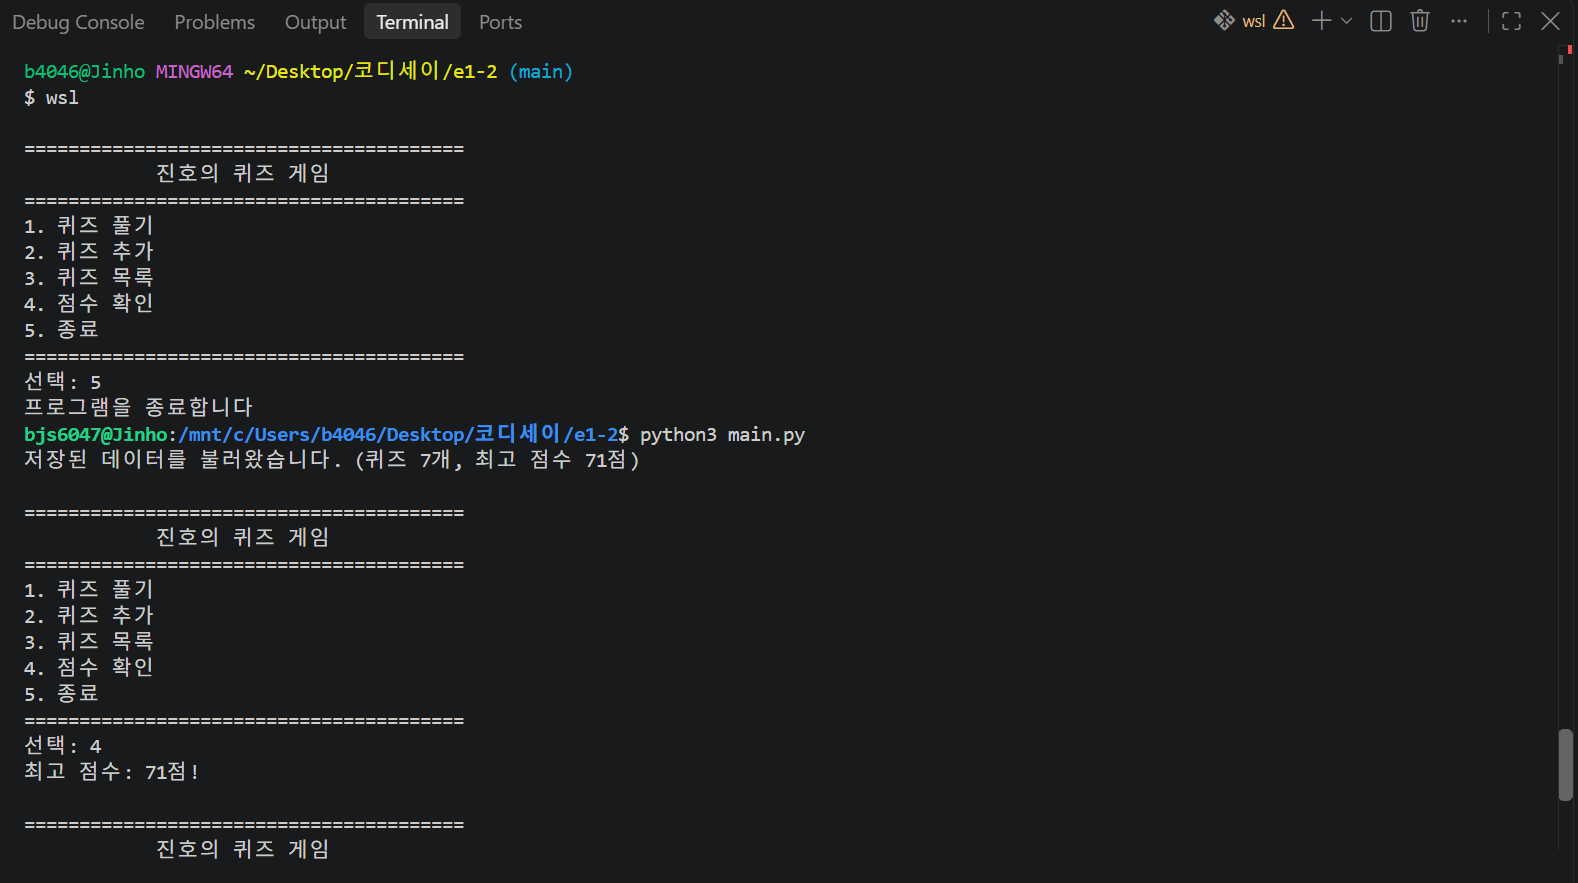 Debug Console Problems Output Terminal Ports wsl
b4046@Jinho MINGW64 ~/Desktop/코디세이/e1-2 (main)
$ wsl
========================================
진호의 퀴즈 게임
========================================
1. 퀴즈 풀기
2. 퀴즈 추가
3. 퀴즈 목록
4. 점수 확인
5. 종료
========================================
선택: 5
프로그램을 종료합니다
bjs6047@Jinho:/mnt/c/Users/b4046/Desktop/코디세이/e1-2$ python3 main.py
저장된 데이터를 불러왔습니다. (퀴즈 7개, 최고 점수 71점)
========================================
진호의 퀴즈 게임
========================================
1. 퀴즈 풀기
2. 퀴즈 추가
3. 퀴즈 목록
4. 점수 확인
5. 종료
========================================
선택: 4
최고 점수: 71점!
========================================
진호의 퀴즈 게임